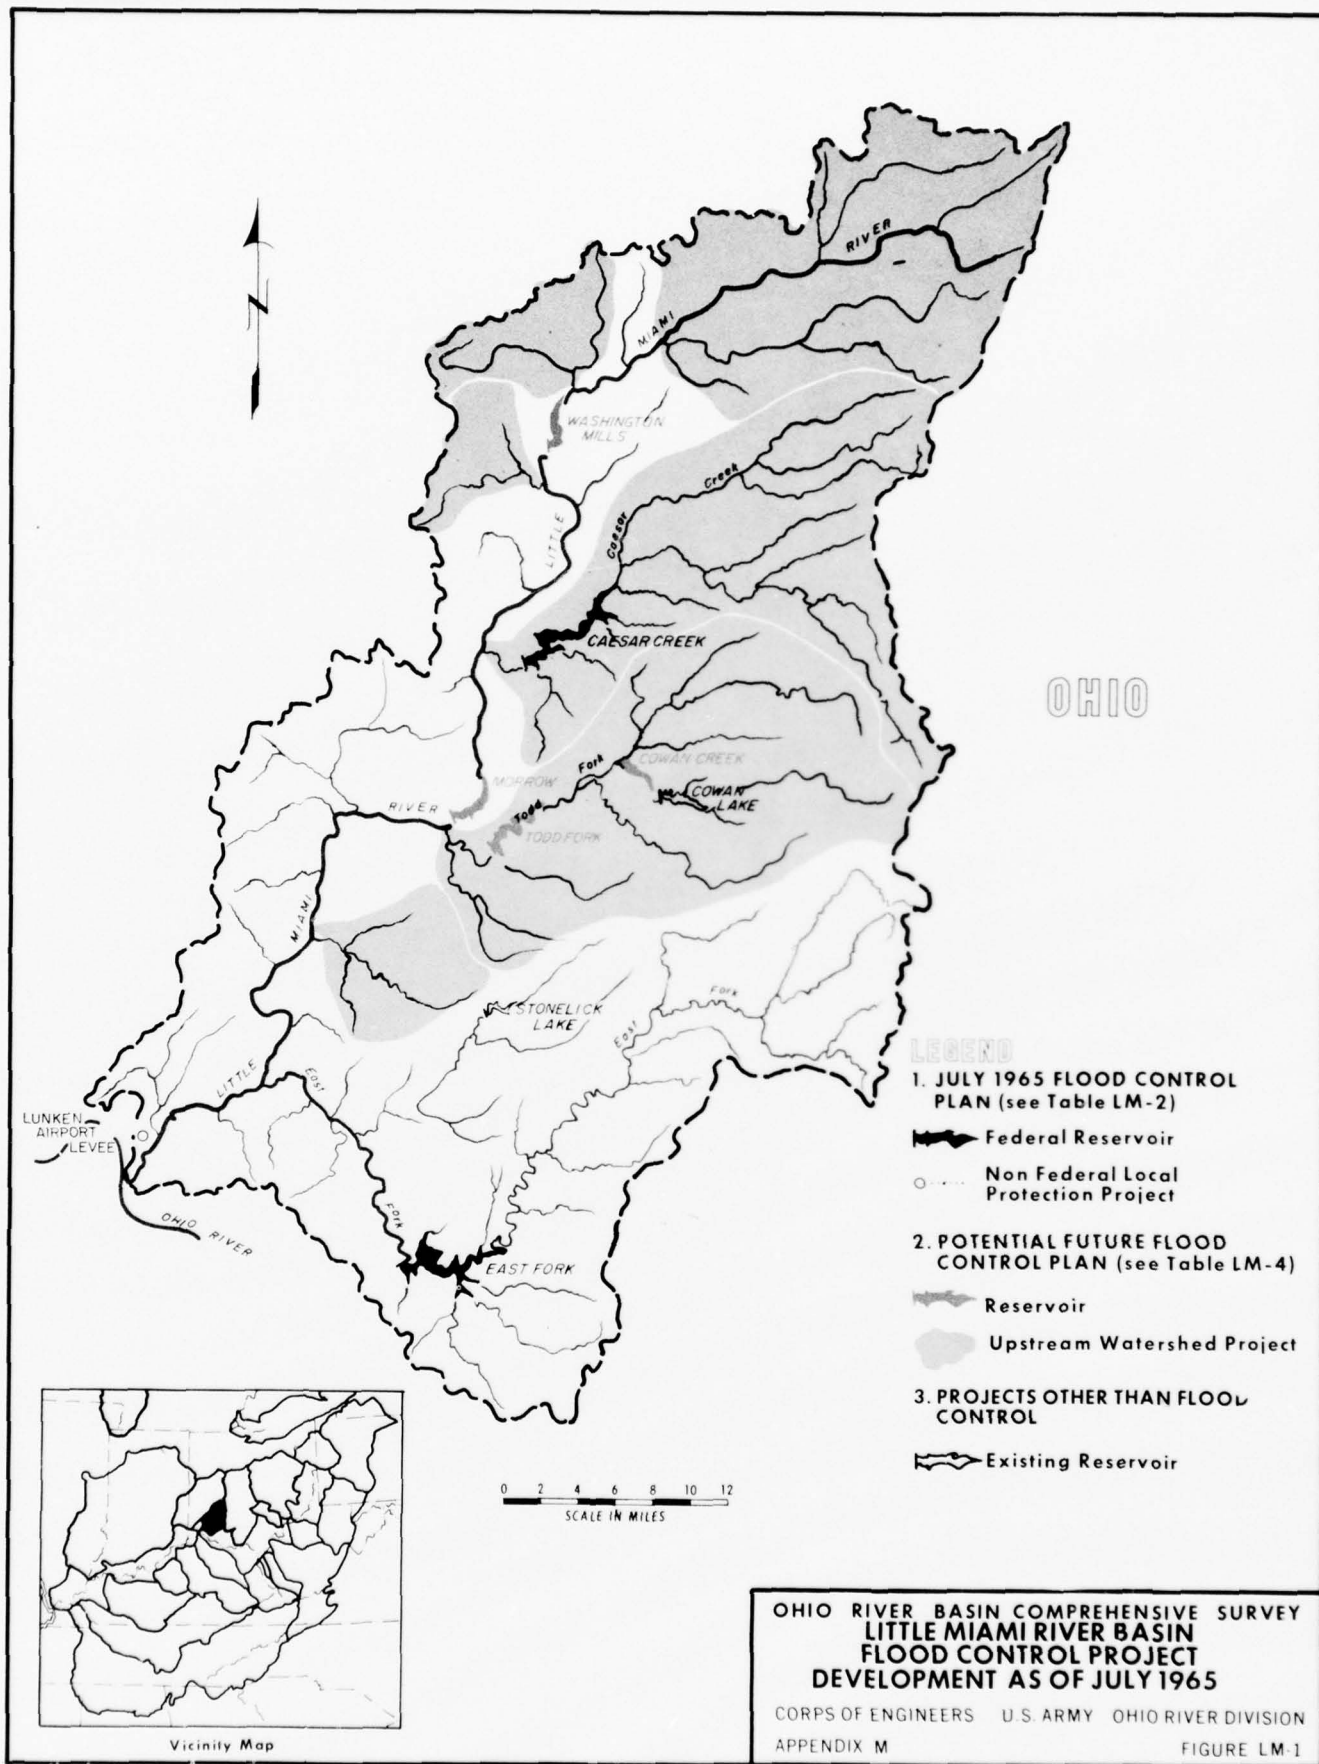 N
RIVER
MIAMI
WASHINGTON
MILLS
Creek
Caesar
LITTLE
CAESAR CREEK
OHIO
COWAN CREEK
Fork
MORROW
COWAN
LAKE
RIVER
Todd
TODD FORK
MIAMI
STONELICK
LAKE
Fork
East
LITTLE
East
LUNKEN
AIRPORT
LEVEE
Fork
OHIO RIVER
EAST FORK
LEGEND
1. JULY 1965 FLOOD CONTROL
PLAN (see Table LM-2)
Federal Reservoir
Non Federal Local
Protection Project
2. POTENTIAL FUTURE FLOOD
CONTROL PLAN (see Table LM-4)
Reservoir
Upstream Watershed Project
3. PROJECTS OTHER THAN FLOOD
CONTROL
Existing Reservoir
0 2 4 6 8 10 12
SCALE IN MILES
Vicinity Map
OHIO RIVER BASIN COMPREHENSIVE SURVEY
LITTLE MIAMI RIVER BASIN
FLOOD CONTROL PROJECT
DEVELOPMENT AS OF JULY 1965
CORPS OF ENGINEERS U.S. ARMY OHIO RIVER DIVISION
APPENDIX M FIGURE LM-1